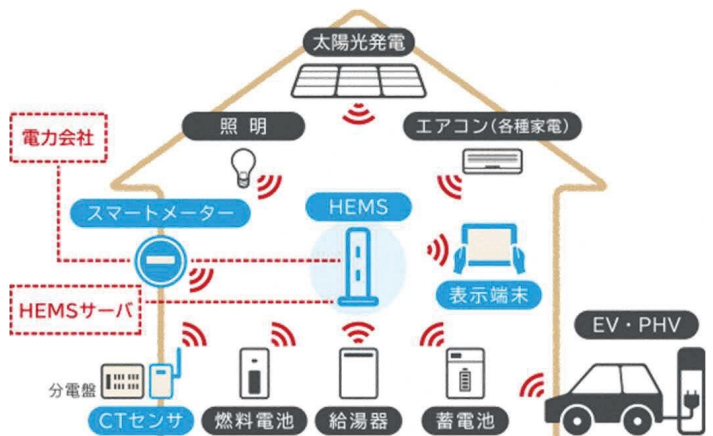 太陽光発電
照 明
エアコン(各種家電)
電力会社
スマートメーター
HEMS
表示端末
HEMSサーバ
EV・PHV
分電盤
CTセンサ
燃料電池
給湯器
蓄電池